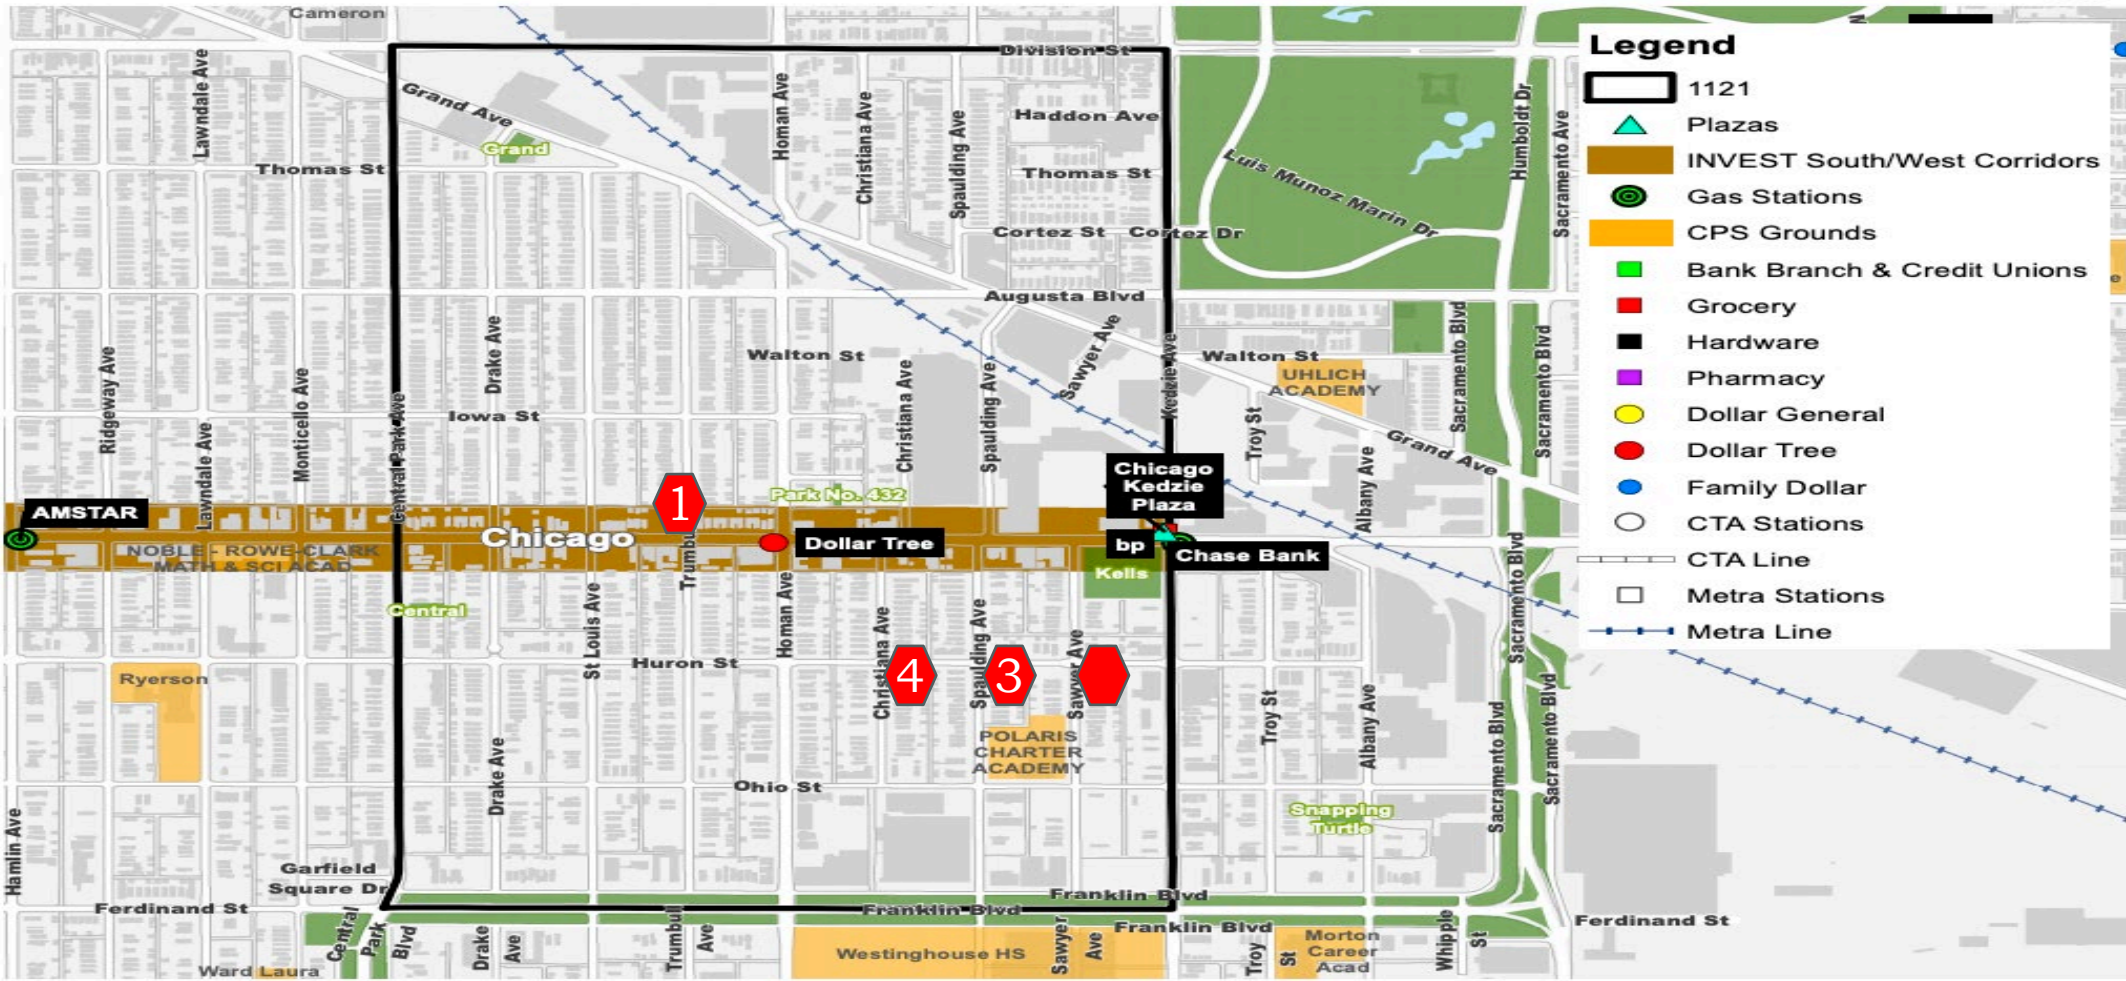 Cameron
Division St
Lawndale Ave
Grand Ave
Homan Ave
Christiana Ave
Spaulding Ave
Haddon Ave
Humboldt Dr
Sacramento Ave
Grand
Thomas St
Thomas St
Luis Munoz Marin Dr
Cortez St
Cortez Dr
Augusta Blvd
Ridgeway Ave
Lawndale Ave
Monticello Ave
Central Park Ave
Drake Ave
Iowa St
Walton St
Christiana Ave
Spaulding Ave
Sawyer Ave
Kedzie Ave
Walton St
UHLICH
ACADEMY
Troy St
Grand Ave
Albany Ave
Sacramento Blvd
Sacramento Blvd
AMSTAR
1
Park No. 432
Chicago
Kedzie
Plaza
Chicago
Dollar Tree
bp
Chase Bank
NOBLE - ROWE-CLARK
MATH & SCI ACAD
Kells
Central
St Louis Ave
Homan Ave
Huron St
Christiana Ave
4
Spaulding Ave
3
Sawyer Ave
Ryerson
POLARIS
CHARTER
ACADEMY
Troy St
Albany Ave
Sacramento Blvd
Sacramento Blvd
Sacramento Blvd
Drake Ave
Ohio St
Snapping
Turtle
Hamlin Ave
Garfield
Square Dr
Ferdinand St
Franklin Blvd
Franklin Blvd
Franklin Blvd
Ferdinand St
Central
Park
Blvd
Drake
Ave
Trumbull
Ave
Westinghouse HS
Sawyer
Ave
Troy
St
Morton
Career
Acad
Whipple
St
Ward Laura
Legend
1121
Plazas
INVEST South/West Corridors
Gas Stations
CPS Grounds
Bank Branch & Credit Unions
Grocery
Hardware
Pharmacy
Dollar General
Dollar Tree
Family Dollar
CTA Stations
CTA Line
Metra Stations
Metra Line